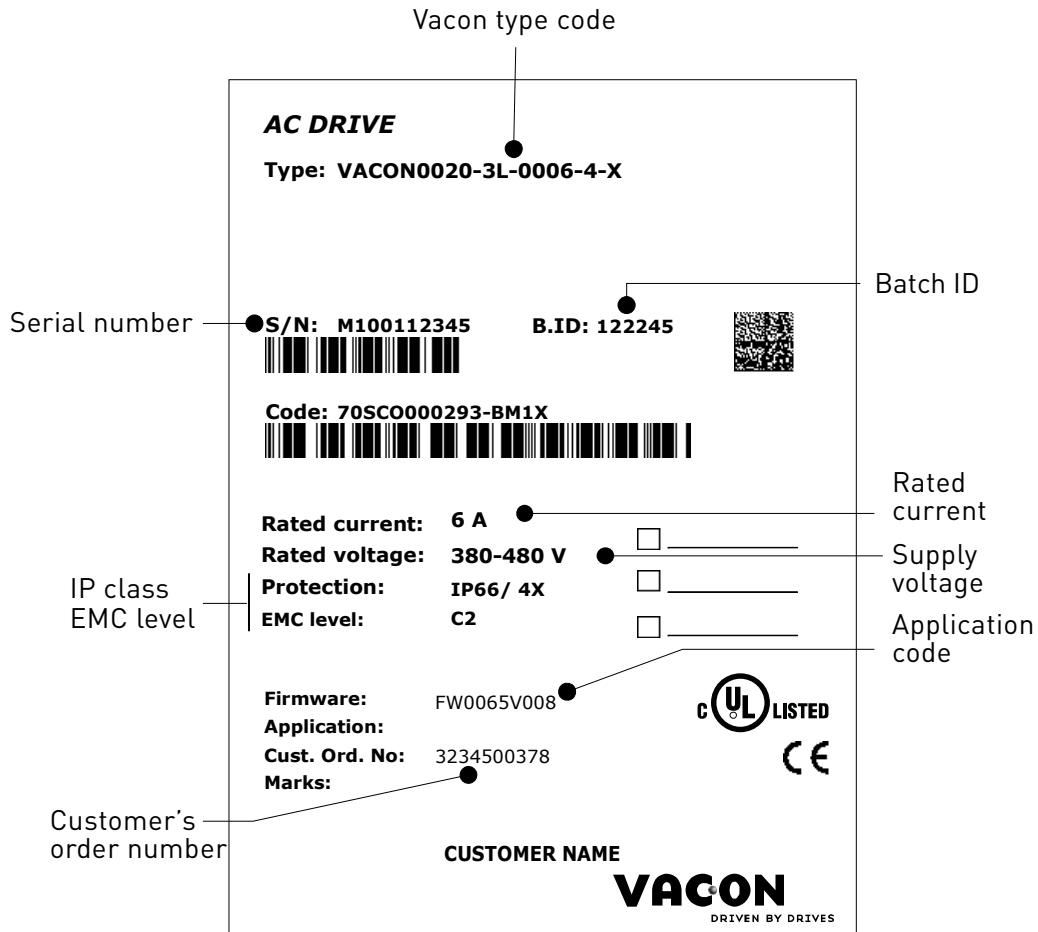 Vacon type code
AC DRIVE
Type: VACON0020-3L-0006-4-X
Batch ID
Serial number
S/N: M100112345 B.ID: 122245
Code: 70SCO000293-BM1X
Rated
current
Rated current: 6 A
Rated voltage: 380-480 V
Supply
voltage
IP class
EMC level
Protection: IP66/ 4X
EMC level: C2
Application
code
Firmware: FW0065V008
Application:
Cust. Ord. No: 3234500378
Marks:
C UL LISTED
CE
Customer's
order number
CUSTOMER NAME
VACON
DRIVEN BY DRIVES